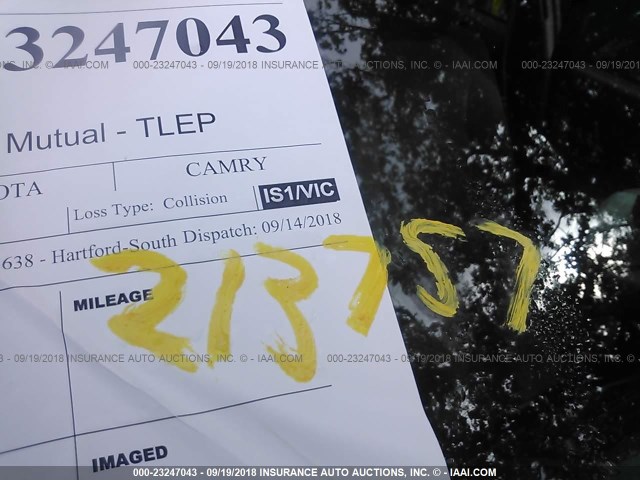 3247043
000-23247043 - 09/19/2018 INSURANCE AUTO AUCTIONS, INC. © - IAAI.COM
Mutual - TLEP
OTA CAMRY
Loss Type: Collision IS1/VIC
638 - Hartford-South Dispatch: 09/14/2018
MILEAGE 213757
000-23247043 - 09/19/2018 INSURANCE AUTO AUCTIONS, INC. © - IAAI.COM
IMAGED
000-23247043 - 09/19/2018 INSURANCE AUTO AUCTIONS, INC. © - IAAI.COM